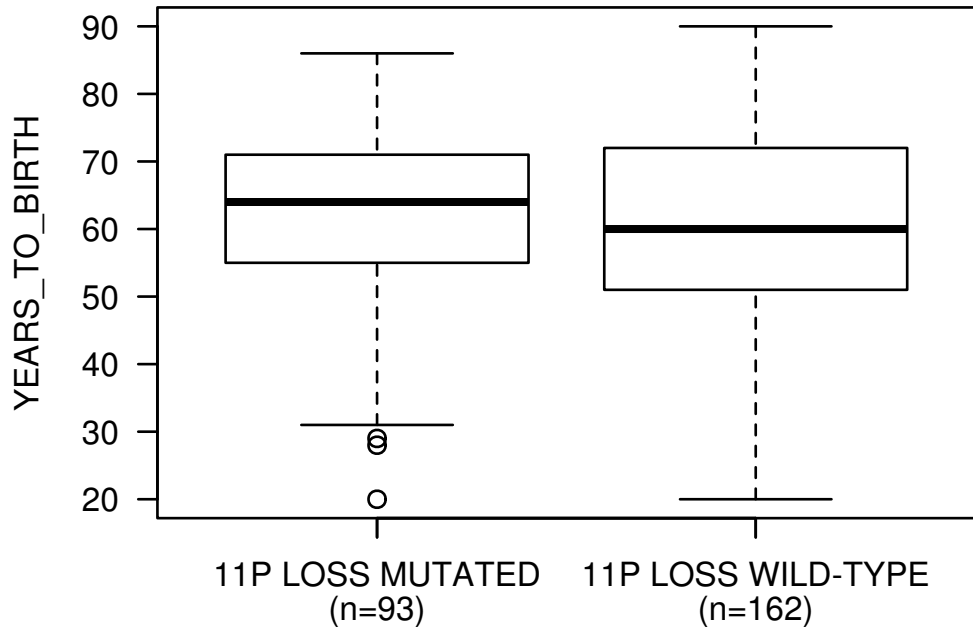 YEARS_TO_BIRTH
90
80
70
60
50
40
30
20
11P LOSS MUTATED
(n=93)
11P LOSS WILD-TYPE
(n=162)